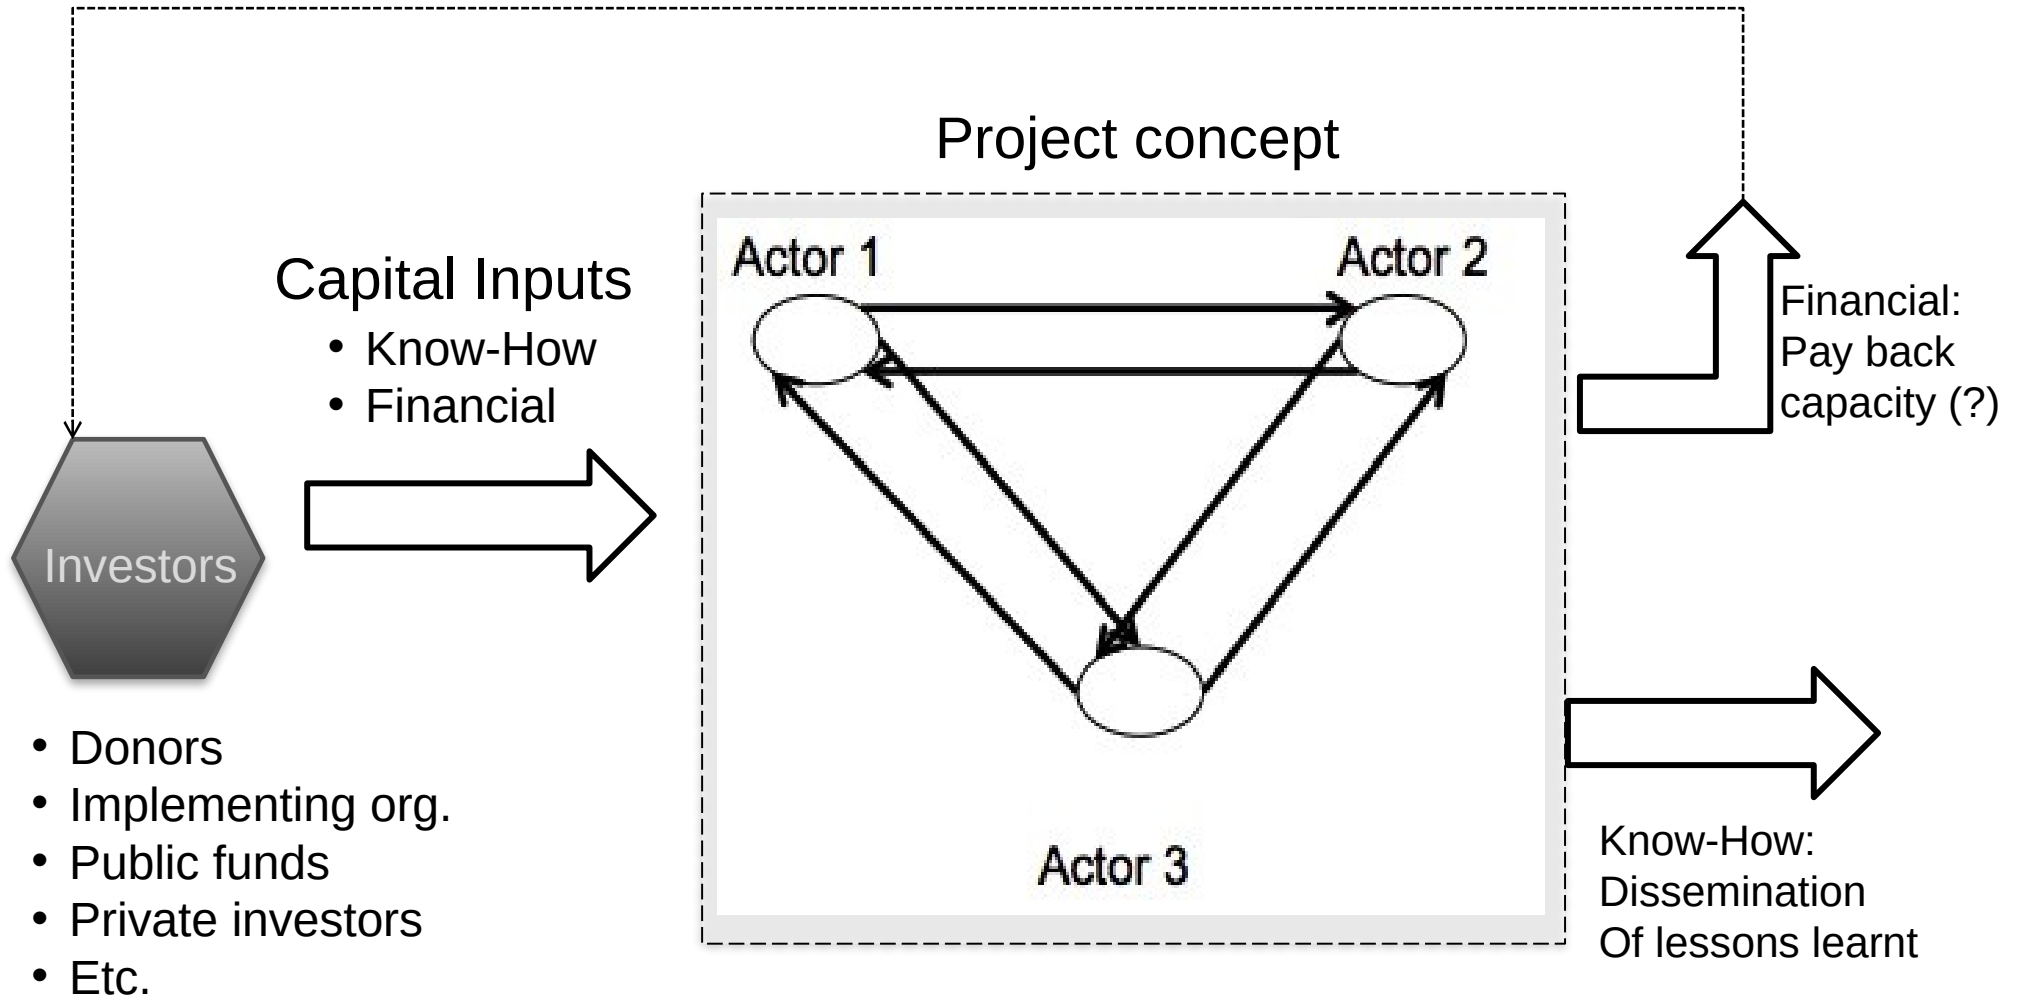 Project concept
Capital Inputs
• Know-How
• Financial
Investors
• Donors
• Implementing org.
• Public funds
• Private investors
• Etc.
Actor 1
Actor 2
Actor 3
Financial:
Pay back
capacity (?)
Know-How:
Dissemination
Of lessons learnt